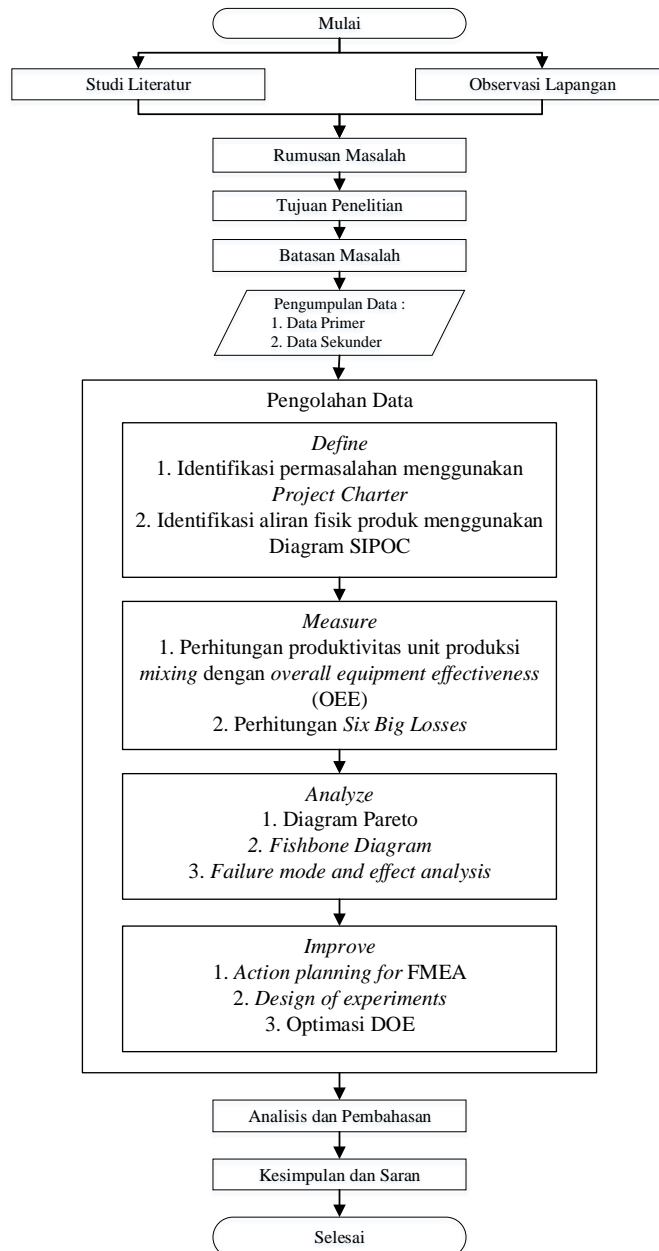 Mulai
Studi Literatur
Observasi Lapangan
Rumusan Masalah
Tujuan Penelitian
Batasan Masalah
Pengumpulan Data :
1. Data Primer
2. Data Sekunder
Pengolahan Data
Define
1. Identifikasi permasalahan menggunakan
Project Charter
2. Identifikasi aliran fisik produk menggunakan
Diagram SIPOC
Measure
1. Perhitungan produktivitas unit produksi
mixing dengan overall equipment effectiveness
(OEE)
2. Perhitungan Six Big Losses
Analyze
1. Diagram Pareto
2. Fishbone Diagram
3. Failure mode and effect analysis
Improve
1. Action planning for FMEA
2. Design of experiments
3. Optimasi DOE
Analisis dan Pembahasan
Kesimpulan dan Saran
Selesai